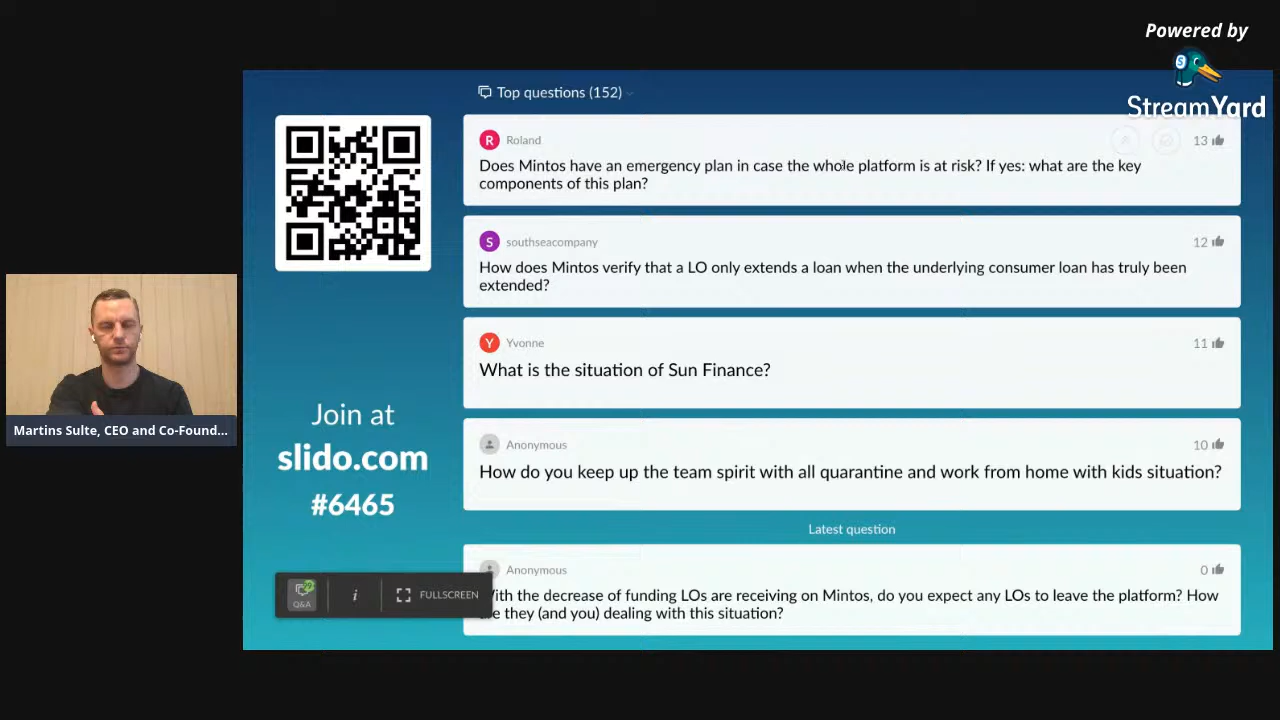 Powered by
StreamYard
Top questions (152)
R
Roland
13
Does Mintos have an emergency plan in case the whole platform is at risk? If yes: what are the key
components of this plan?
S
southseacompany
12
How does Mintos verify that a LO only extends a loan when the underlying consumer loan has truly been
extended?
Y
Yvonne
11
What is the situation of Sun Finance?
Anonymous
10
How do you keep up the team spirit with all quarantine and work from home with kids situation?
Latest question
Anonymous
0
With the decrease of funding LOs are receiving on Mintos, do you expect any LOs to leave the platform? How
are they (and you) dealing with this situation?
Join at
slido.com
#6465
Q&A
i
FULLSCREEN
Martins Sulte, CEO and Co-Found...